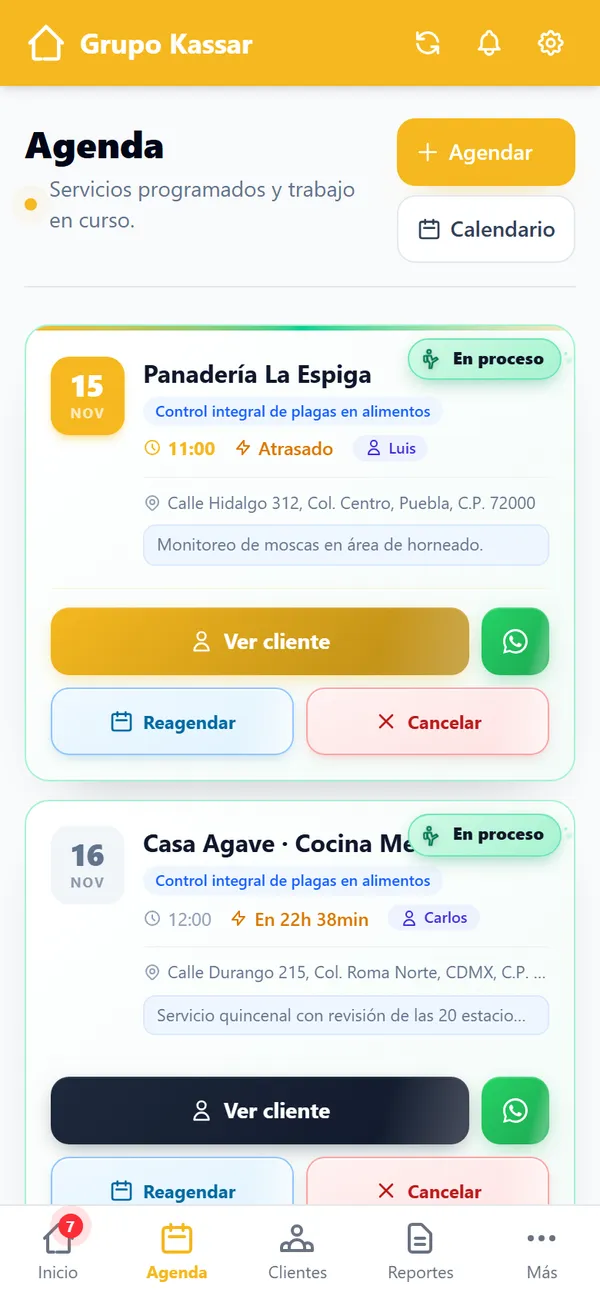 Grupo Kassar
Agenda
Servicios programados y trabajo
en curso.
Agendar
Calendario
15
NOV
Panadería La Espiga
En proceso
Control integral de plagas en alimentos
11:00
Atrasado
Luis
Calle Hidalgo 312, Col. Centro, Puebla, C.P. 72000
Monitoreo de moscas en área de horneado.
Ver cliente
Reagendar
Cancelar
16
NOV
Casa Agave · Cocina Me
En proceso
Control integral de plagas en alimentos
12:00
En 22h 38min
Carlos
Calle Durango 215, Col. Roma Norte, CDMX, C.P. ...
Servicio quincenal con revisión de las 20 estacio...
Ver cliente
Reagendar
Cancelar
7
Inicio
Agenda
Clientes
Reportes
Más